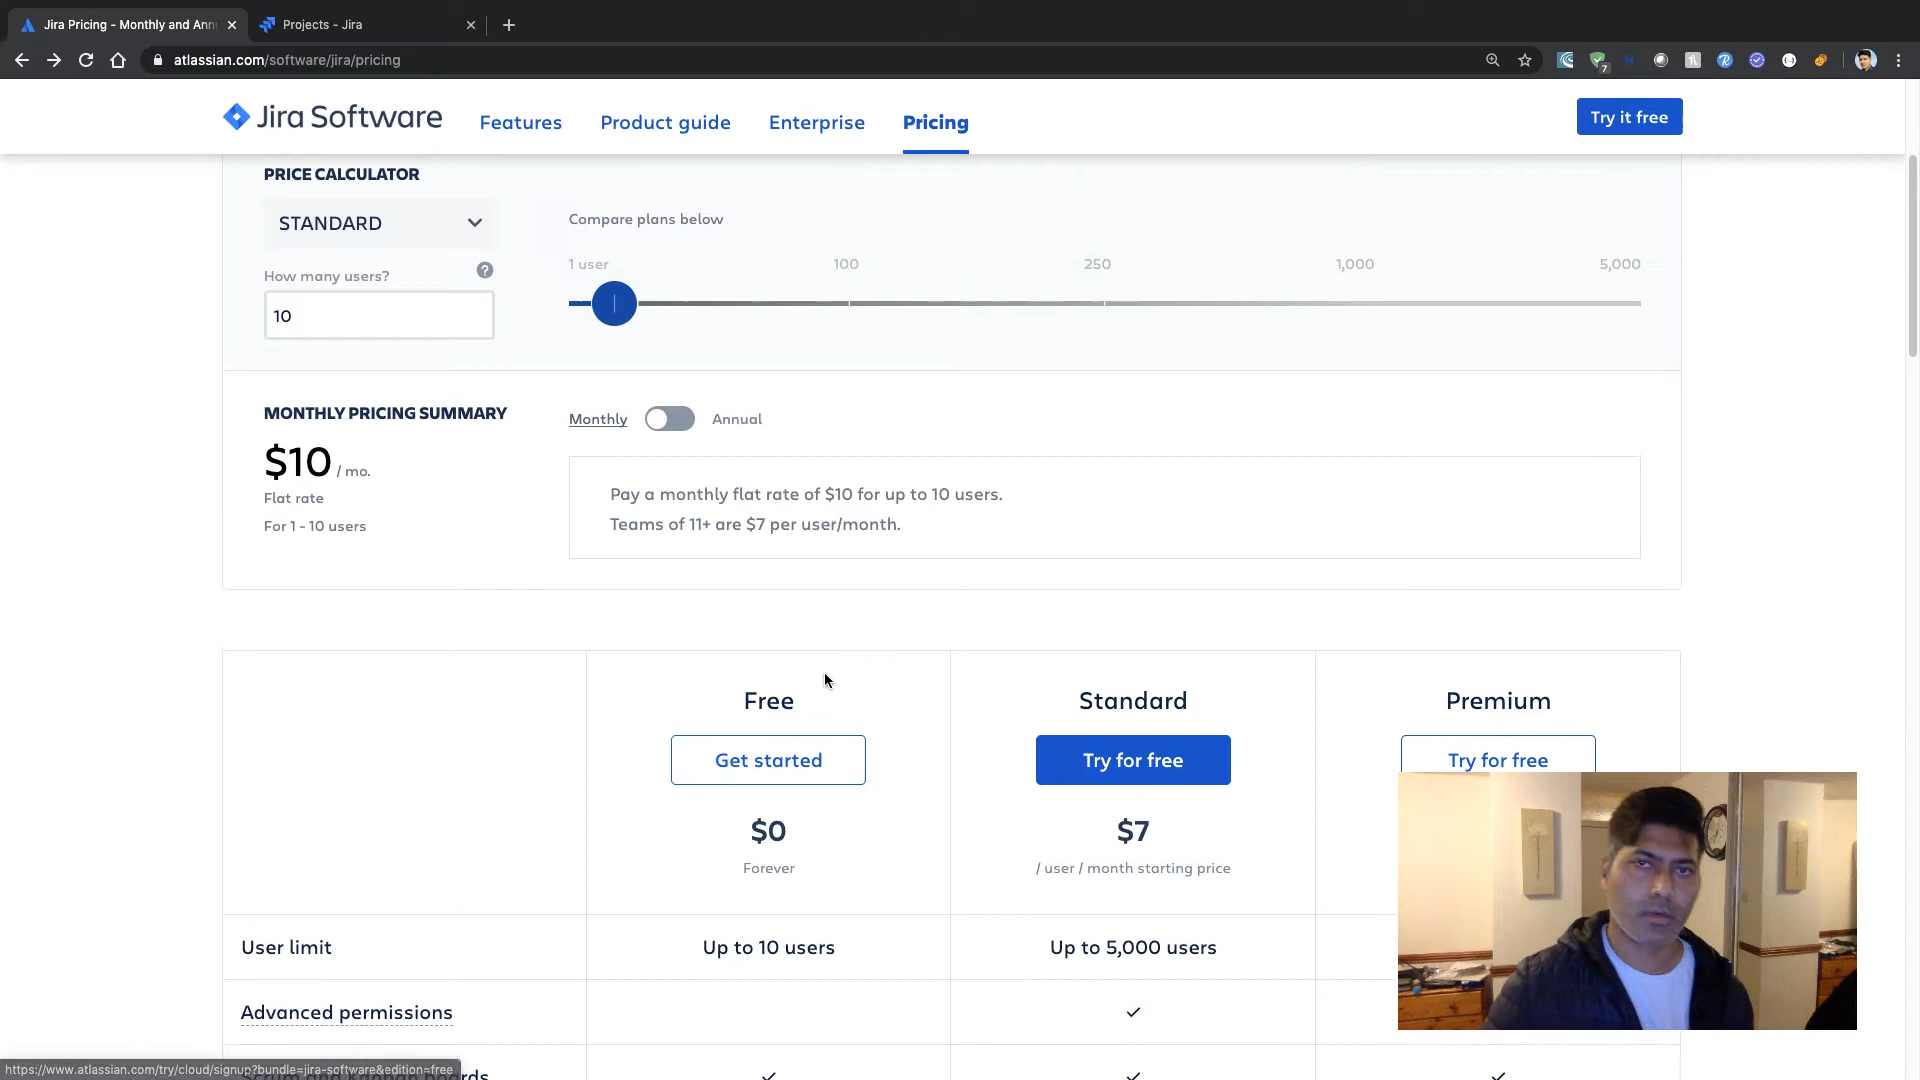 Jira Pricing - Monthly and Ann
Projects - Jira
atlassian.com/software/jira/pricing
7
Jira Software
Features
Product guide
Enterprise
Pricing
Try it free
PRICE CALCULATOR
STANDARD
Compare plans below
How many users?
?
1 user
100
250
1,000
5,000
10
MONTHLY PRICING SUMMARY
Monthly
Annual
$10 / mo.
Flat rate
For 1 - 10 users
Pay a monthly flat rate of $10 for up to 10 users.
Teams of 11+ are $7 per user/month.
Free
Standard
Premium
Get started
Try for free
Try for free
$0
$7
Forever
/ user / month starting price
User limit
Up to 10 users
Up to 5,000 users
Advanced permissions
https://www.atlassian.com/try/cloud/signup?bundle=jira-software&edition=free